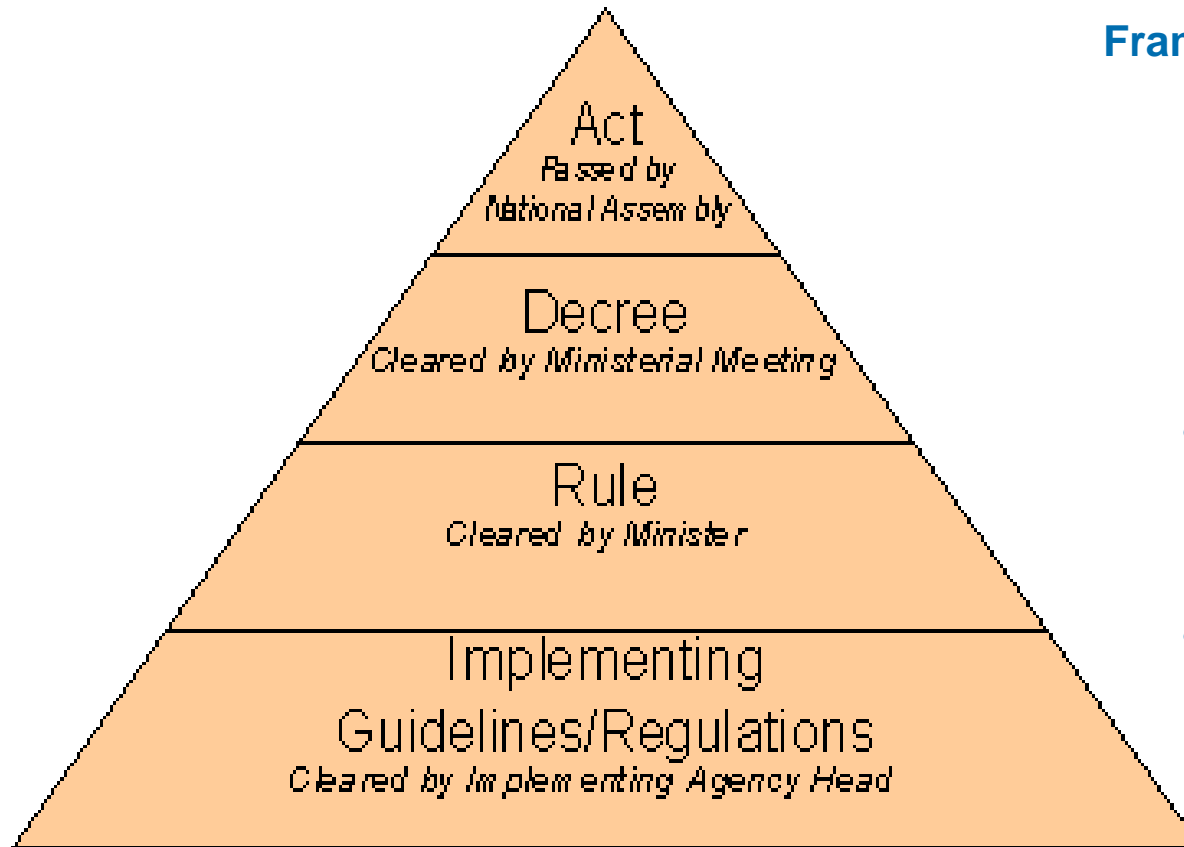 Fran
Act
Passed by
National Assembly
Decree
Cleared by Ministerial Meeting
Rule
Cleared by Minister
Implementing
Guidelines/Regulations
Cleared by Implementing Agency Head